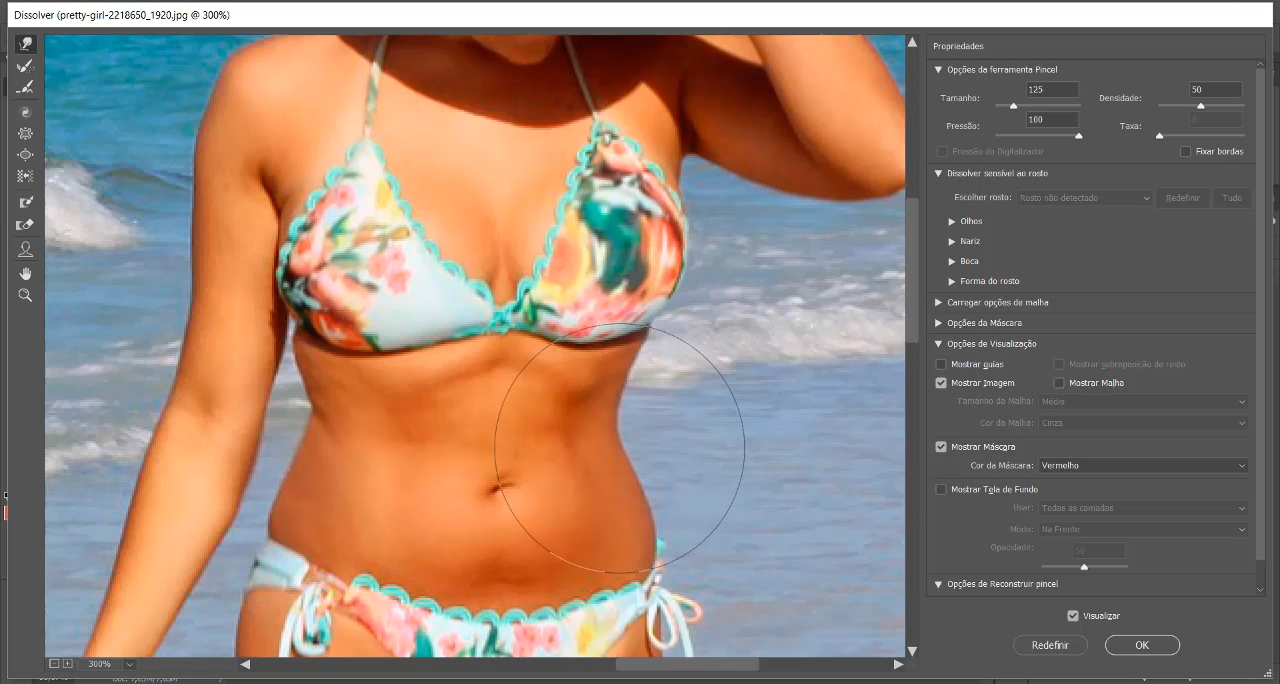 Dissolver (pretty-girl-2218650_1920.jpg @ 300%)
Propriedades
Opções da ferramenta Pincel
Tamanho: 125 Densidade: 50
Pressão: 100 Taxa: 0
Pressão do Digitalizador Fixar bordas
Dissolver sensível ao rosto
Escolher rosto: Rosto não detectado Redefinir Tudo
Olhos
Nariz
Boca
Forma do rosto
Carregar opções de malha
Opções da Máscara
Opções de Visualização
Mostrar guias Mostrar sobreposição de rosto
Mostrar Imagem Mostrar Malha
Tamanho da Malha: Médio
Cor da Malha: Cinza
Mostrar Máscara
Cor da Máscara: Vermelho
Mostrar Tela de Fundo
Usar: Todas as camadas
Modo: Na Frente
Opacidade: 50
Opções de Reconstruir pincel
Visualizar
Redefinir OK
300%